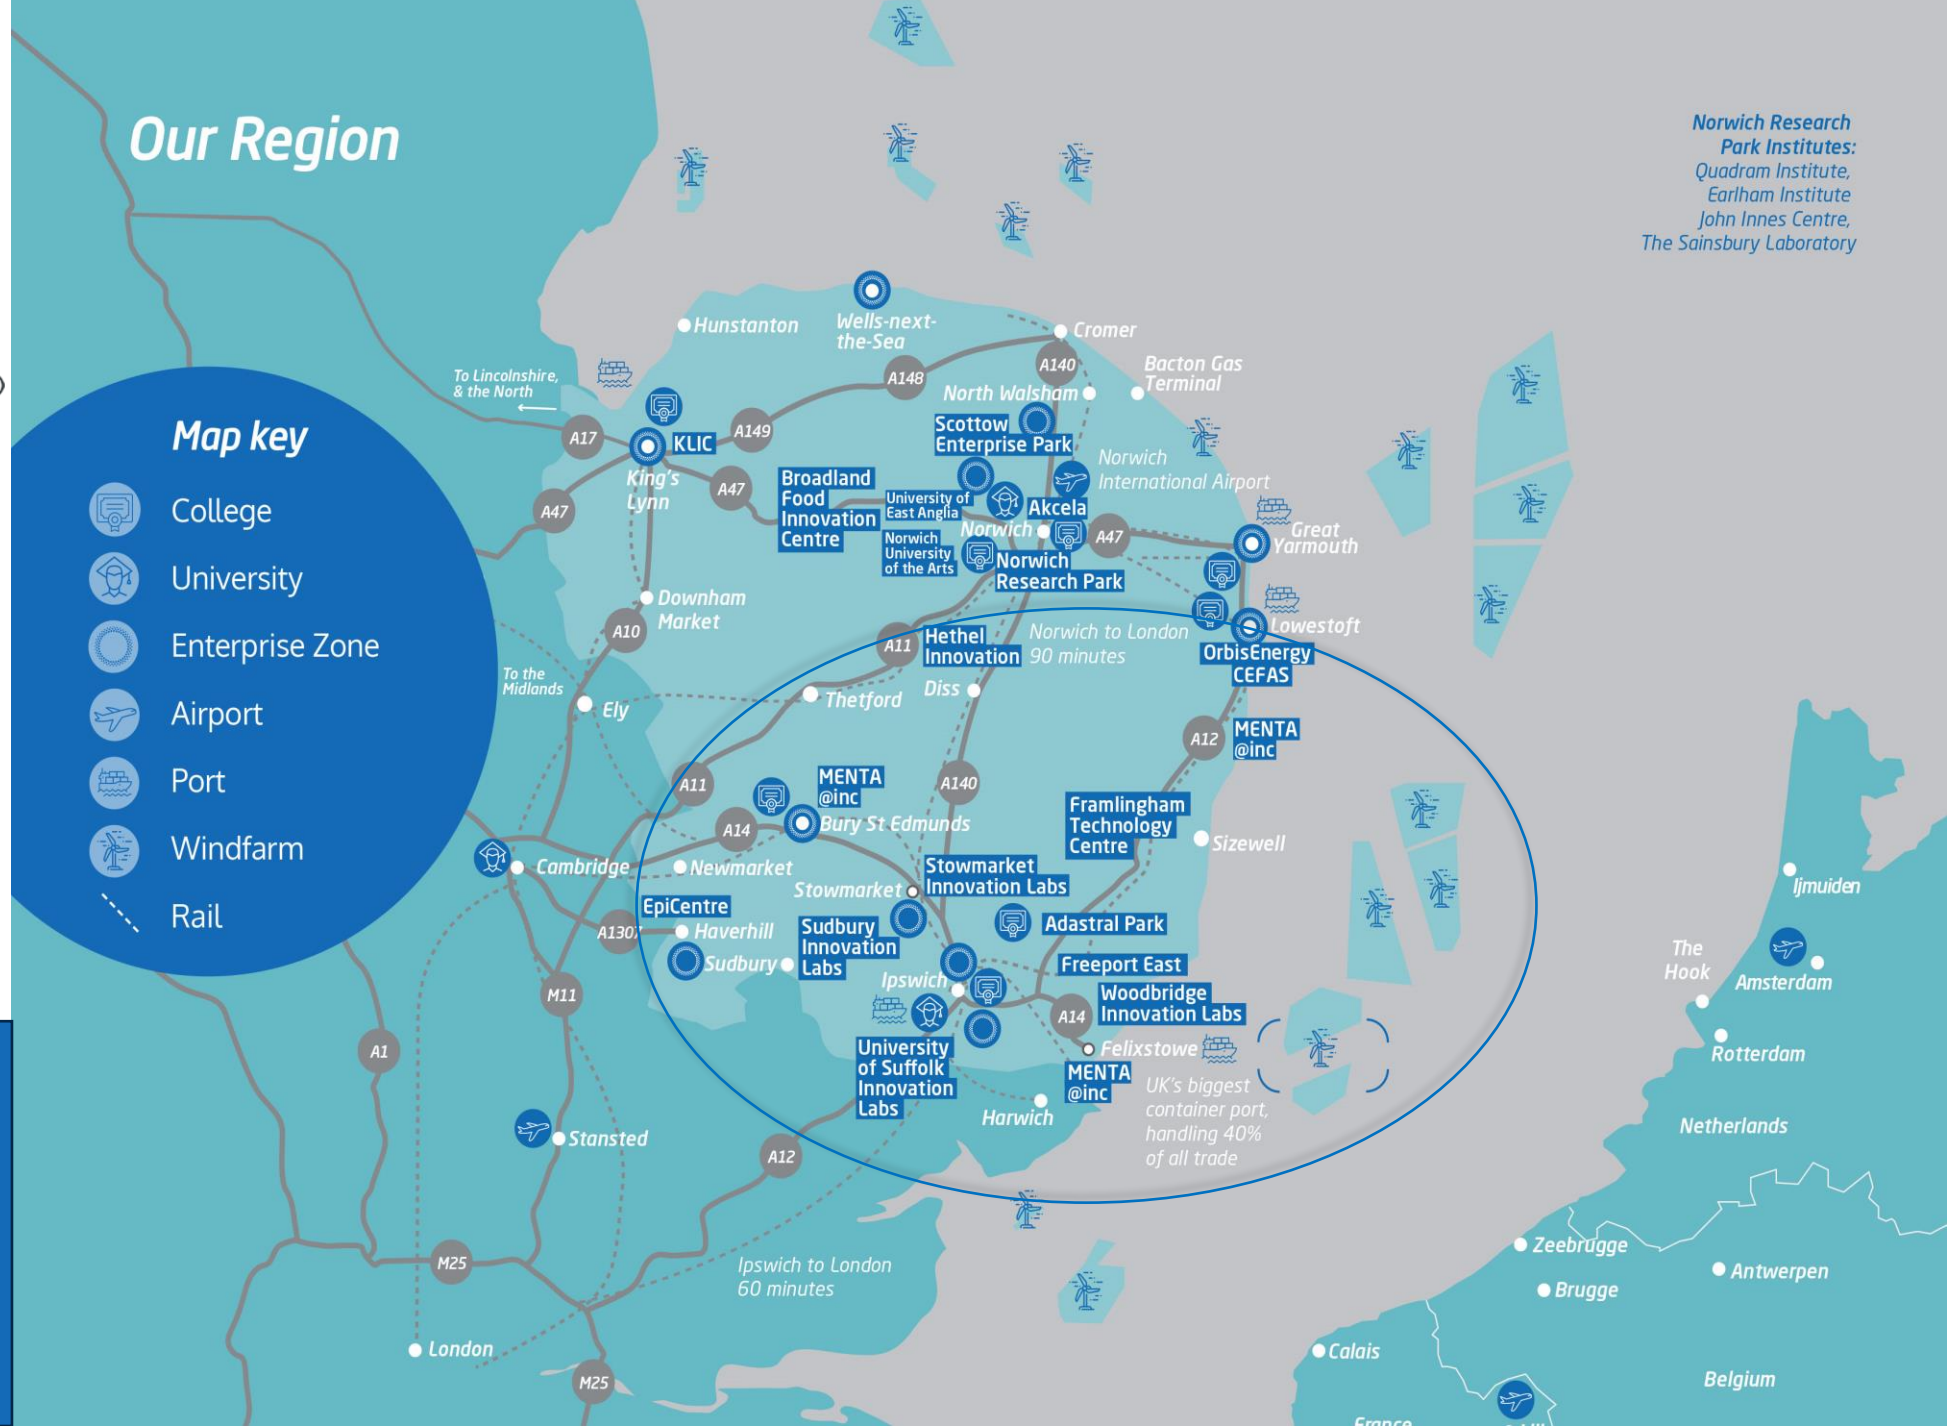 Our Region
Norwich Research
Park Institutes:
Quadram Institute,
Earlham Institute
John Innes Centre,
The Sainsbury Laboratory
Map key
College
University
Enterprise Zone
Airport
Port
Windfarm
Rail
Hunstanton
Wells-next-
the-Sea
Cromer
To Lincolnshire,
& the North
A148
A140
Bacton Gas
Terminal
North Walsham
A17
KLIC
A149
Scottow
Enterprise Park
King's
Lynn
A47
A47
Broadland
Food
Innovation
Centre
University of
East Anglia
Norwich
International Airport
Akcela
Norwich
A47
Great
Yarmouth
Norwich
University
of the Arts
Norwich
Research Park
Downham
Market
A10
A11
Hethel
Innovation
Norwich to London
90 minutes
Lowestoft
OrbisEnergy
CEFAS
To the
Midlands
Ely
Thetford
Diss
A12
MENTA
@inc
A11
MENTA
@inc
A140
A14
Bury St Edmunds
Framlingham
Technology
Centre
Sizewell
Cambridge
Newmarket
Stowmarket
Stowmarket
Innovation Labs
EpiCentre
A1307
Haverhill
Sudbury
Sudbury
Innovation
Labs
Adastral Park
Freeport East
Ipswich
Woodbridge
Innovation Labs
A14
M11
Felixstowe
University
of Suffolk
Innovation
Labs
MENTA
@inc
UK's biggest
container port,
handling 40%
of all trade
Harwich
A1
Stansted
A12
M25
Ipswich to London
60 minutes
London
M25
Ijmuiden
The
Hook
Amsterdam
Rotterdam
Netherlands
Zeebrugge
Antwerpen
Brugge
Calais
Belgium
France